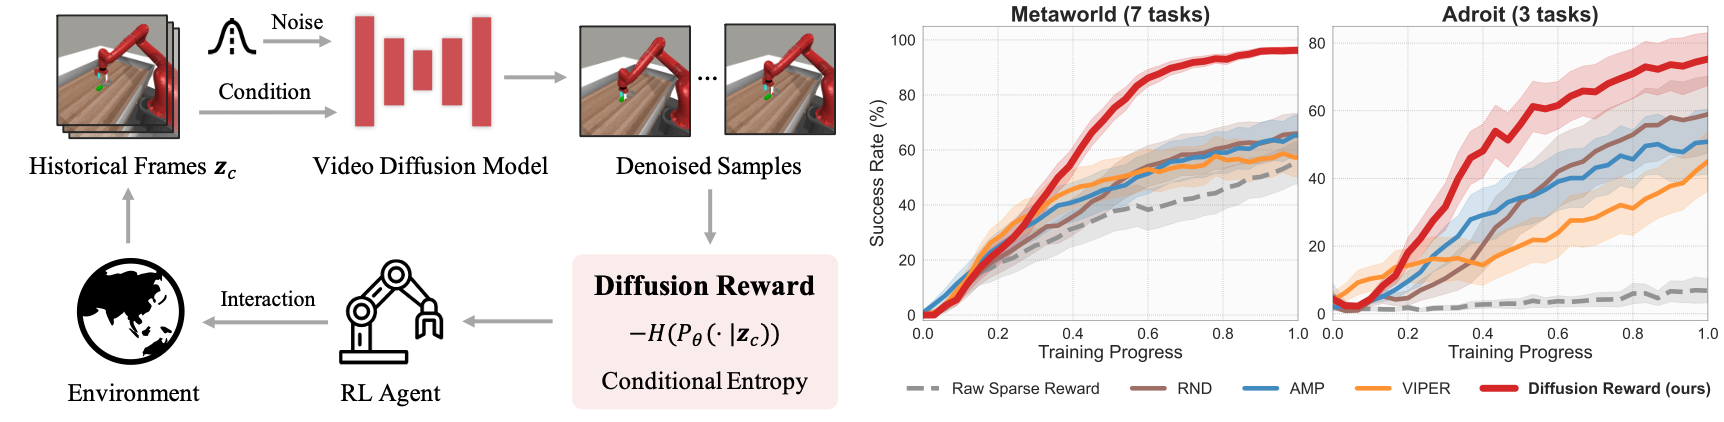 Noise
Condition
Historical Frames z_c
Video Diffusion Model
...
Denoised Samples
Diffusion Reward
−H(P_θ(· |z_c))
Conditional Entropy
Interaction
Environment
RL Agent
Metaworld (7 tasks)
Success Rate (%)
100
80
60
40
20
0
0.0 0.2 0.4 0.6 0.8 1.0
Training Progress
Adroit (3 tasks)
80
60
40
20
0
0.0 0.2 0.4 0.6 0.8 1.0
Training Progress
Raw Sparse Reward RND AMP VIPER Diffusion Reward (ours)